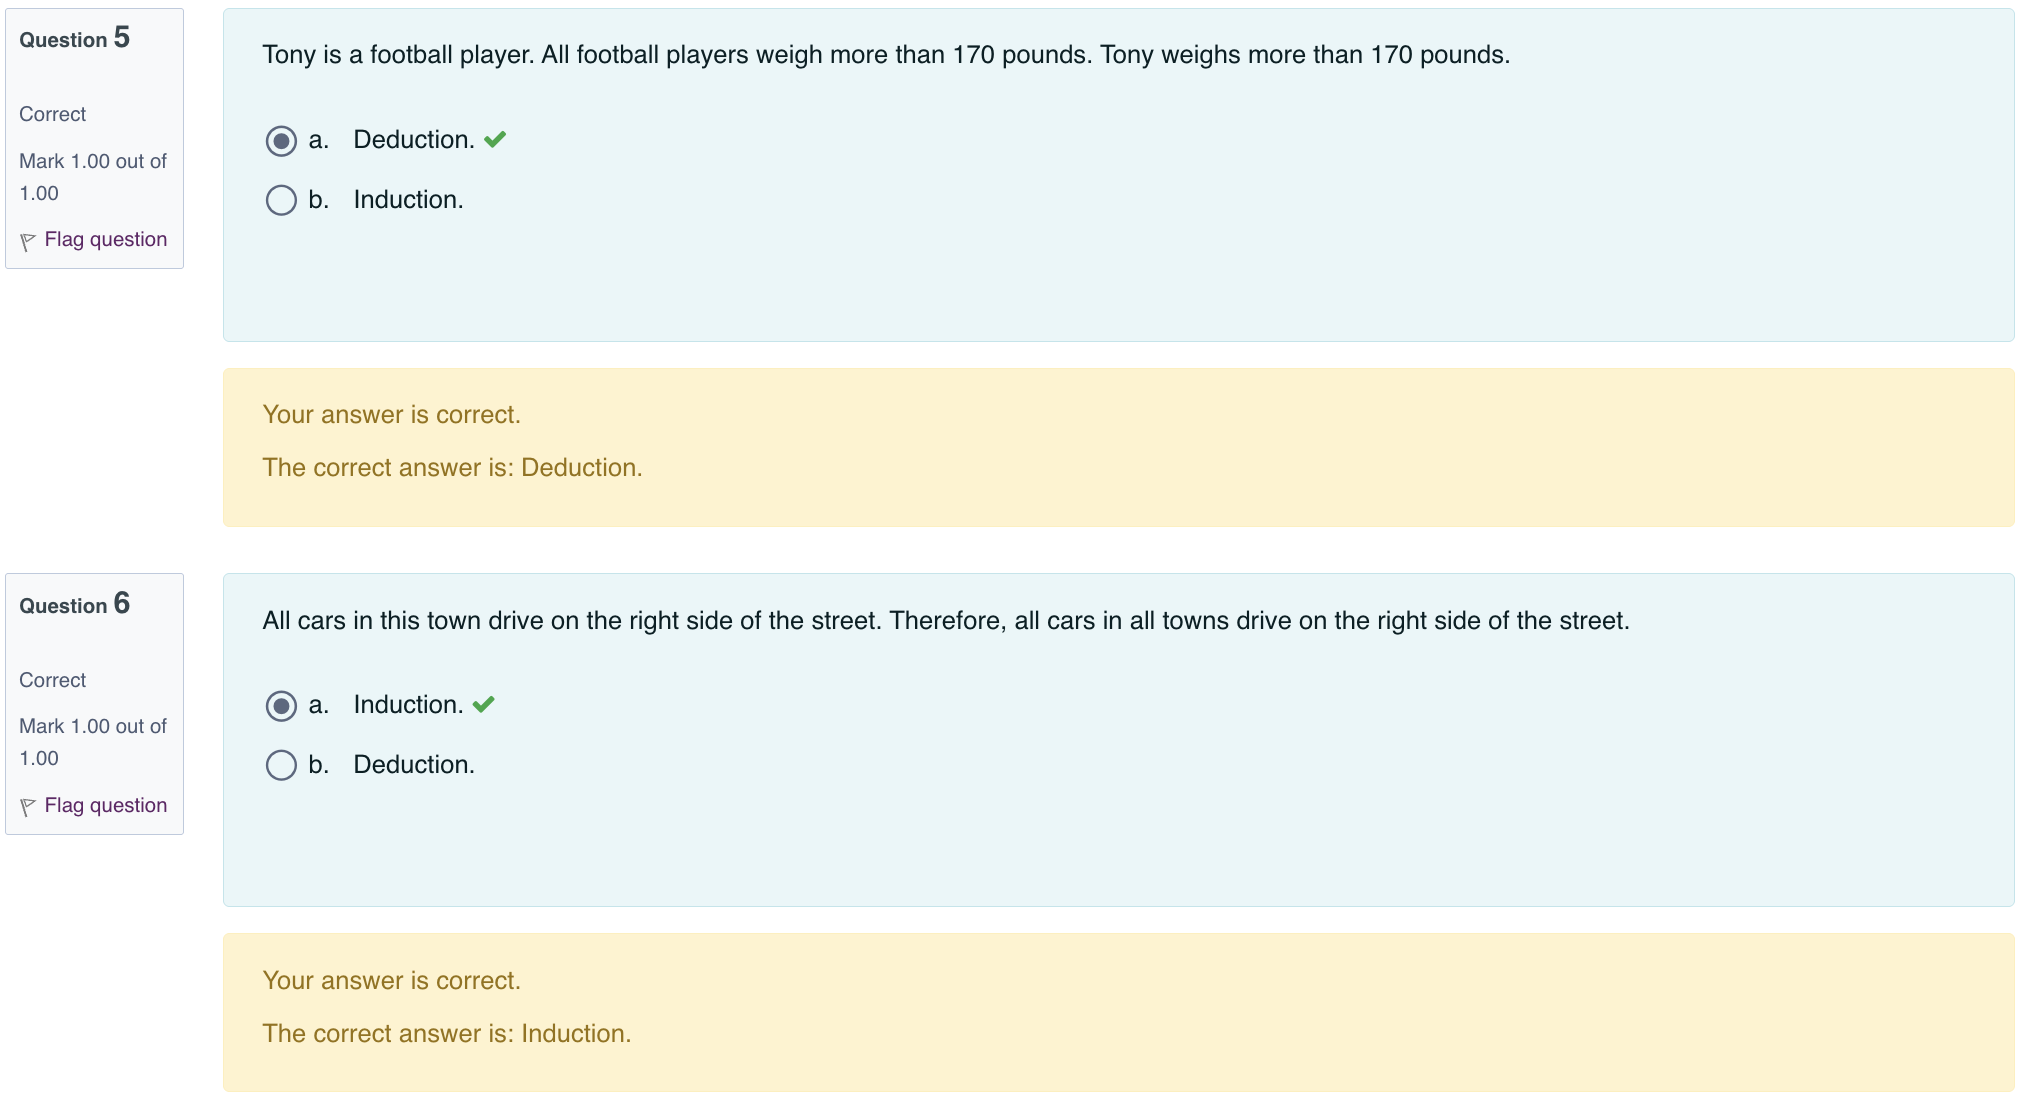 Question 5
Correct
Mark 1.00 out of
1.00
Flag question
Tony is a football player. All football players weigh more than 170 pounds. Tony weighs more than 170 pounds.
a. Deduction.
b. Induction.
Your answer is correct.
The correct answer is: Deduction.
Question 6
Correct
Mark 1.00 out of
1.00
Flag question
All cars in this town drive on the right side of the street. Therefore, all cars in all towns drive on the right side of the street.
a. Induction.
b. Deduction.
Your answer is correct.
The correct answer is: Induction.